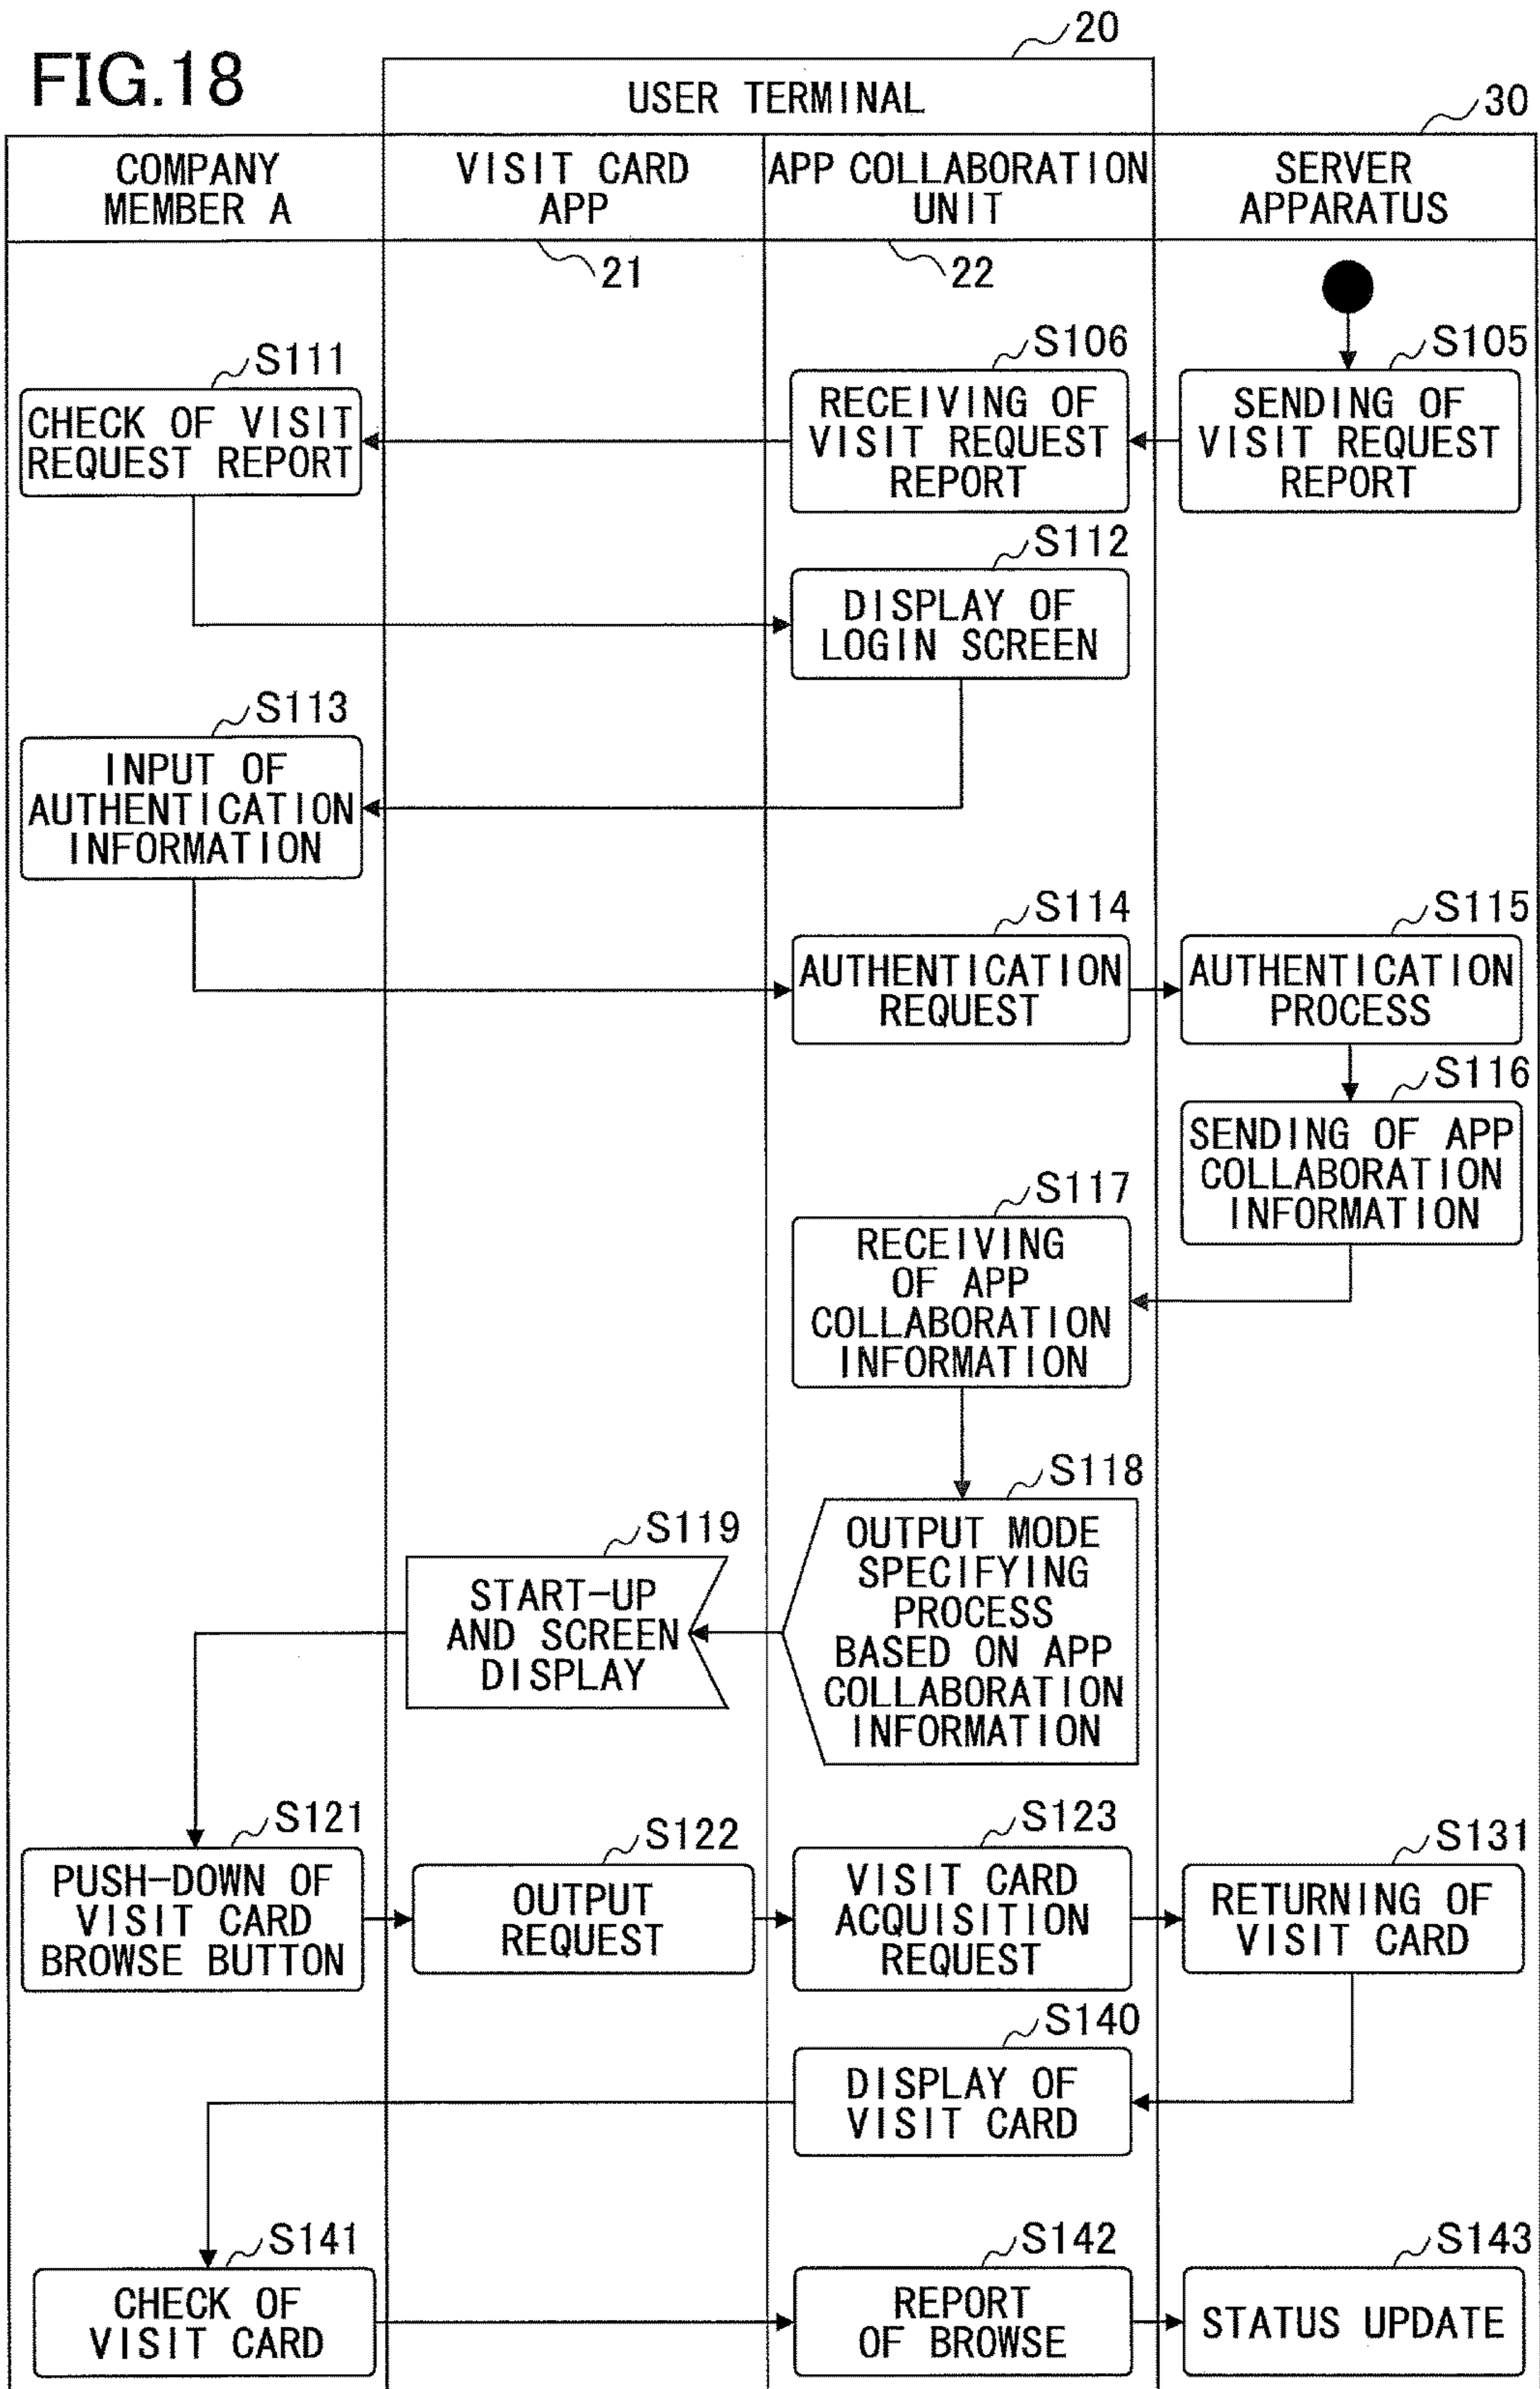 FIG.18
20
USER TERMINAL
30
COMPANY
MEMBER A
VISIT CARD
APP
APP COLLABORATION
UNIT
SERVER
APPARATUS
21
22
S111
CHECK OF VISIT
REQUEST REPORT
S106
RECEIVING OF
VISIT REQUEST
REPORT
S105
SENDING OF
VISIT REQUEST
REPORT
S112
DISPLAY OF
LOGIN SCREEN
S113
INPUT OF
AUTHENTICATION
INFORMATION
S114
AUTHENTICATION
REQUEST
S115
AUTHENTICATION
PROCESS
S116
SENDING OF APP
COLLABORATION
INFORMATION
S117
RECEIVING
OF APP
COLLABORATION
INFORMATION
S118
OUTPUT MODE
SPECIFYING
PROCESS
BASED ON APP
COLLABORATION
INFORMATION
S119
START-UP
AND SCREEN
DISPLAY
S121
PUSH-DOWN OF
VISIT CARD
BROWSE BUTTON
S122
OUTPUT
REQUEST
S123
VISIT CARD
ACQUISITION
REQUEST
S131
RETURNING OF
VISIT CARD
S140
DISPLAY OF
VISIT CARD
S141
CHECK OF
VISIT CARD
S142
REPORT
OF BROWSE
S143
STATUS UPDATE